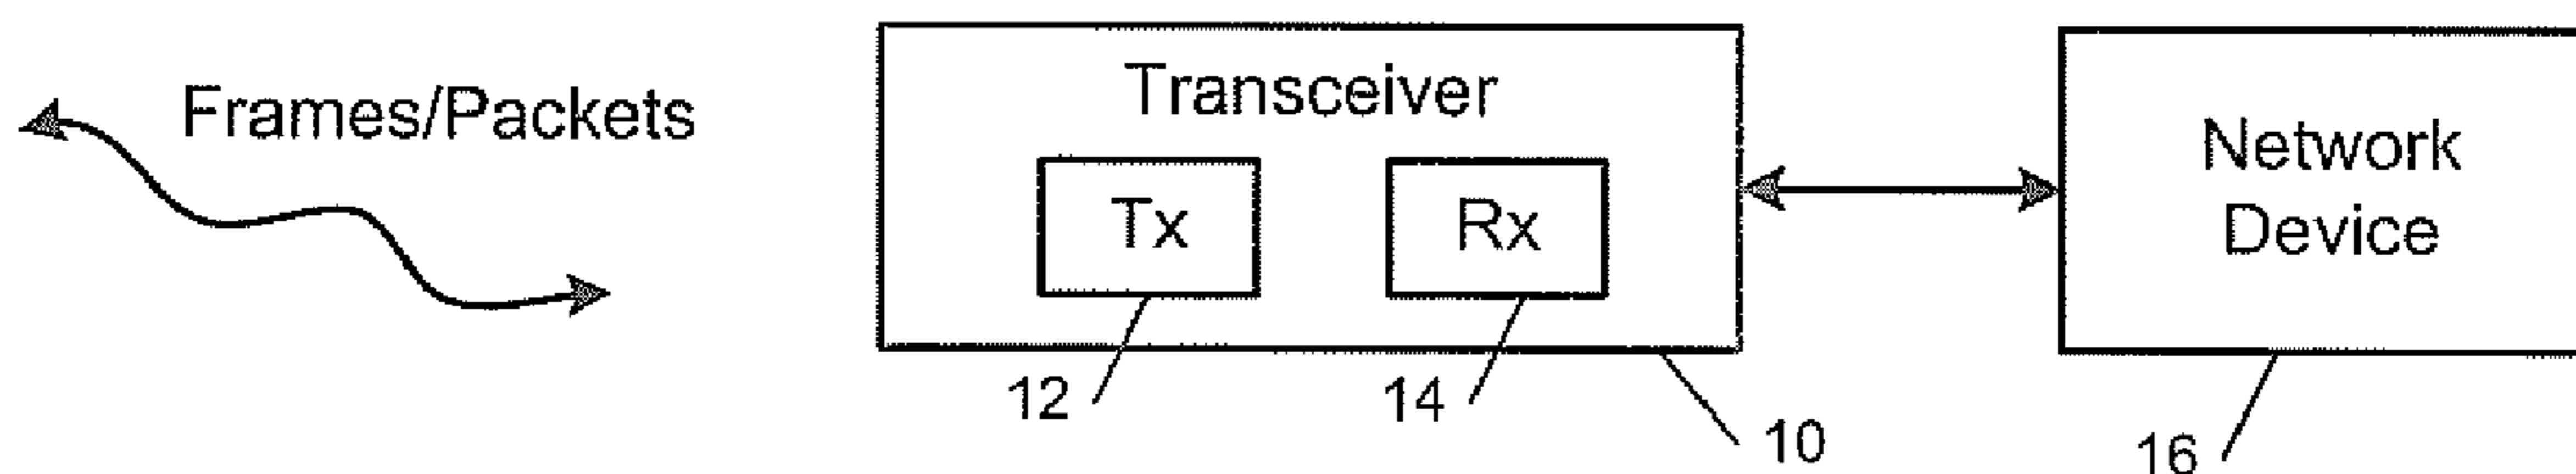 Frames/Packets
Transceiver
Tx
Rx
Network
Device
12
14
10
16